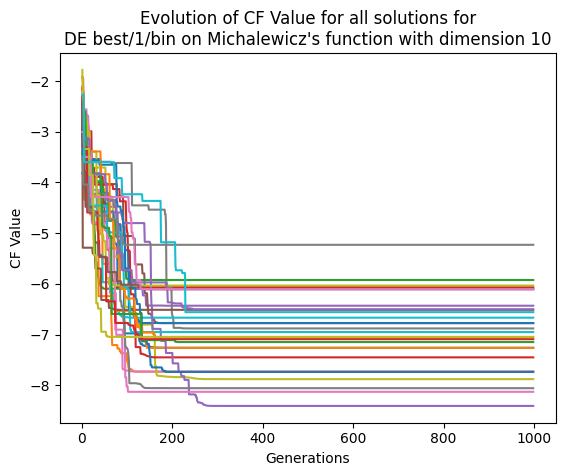 Evolution of CF Value for all solutions for
DE best/1/bin on Michalewicz's function with dimension 10
CF Value
−2
−3
−4
−5
−6
−7
−8
0 200 400 600 800 1000
Generations